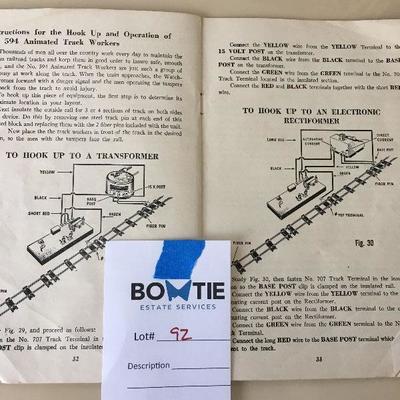 structions for the Hook Up and Operation of
594 Animated Track Workers
Thousands of men all over the country work every day to maintain the
railroad tracks and keep them in good order to insure safe, smooth
and the No. 594 Animated Track Workers are just such a group of
busy at work along the track. When the train approaches, the Watch-
forward with a danger signal and the men operating the tampers
back from the track to avoid injury.
To hook up this piece of equipment, the first step is to determine its
location in your layout.
Next insulate the outside rail for 3 or 4 sections of track on both sides
device. Do this by removing one steel track pin at each end of this
block and replacing them with the 2 fiber pins included with the unit.
Now place the the track workers in front of the track in the desired
so the men with the tampers face the rail.
TO HOOK UP TO A TRANSFORMER
YELLOW
BLACK
BASE
POST
15 V. POST
SHORT RED
GREEN
FIBER PIN
707 TERMINAL
FIBER PIN
Fig. 29, and proceed as follows:
the No. 707 Track Terminal in the
POST clip is clamped on the insulated
32
Connect the YELLOW wire from the YELLOW Terminal to the
15 VOLT POST on the transformer.
Connect the BLACK wire from the BLACK terminal to the BASE
POST on the transformer.
Connect the GREEN wire from the GREEN terminal to the No. 707
Track Terminal located in the insulated section.
Connect the RED and BLACK terminals together with the short RED
wire.
TO HOOK UP TO AN ELECTRONIC
RECTIFORMER
LONG RED
ALTERNATING
CURRENT
DIRECT
CURRENT
YELLOW
BLACK
BASE POST
GREEN
707 TERMINAL
FIBER PIN
FIBER PIN
Fig. 30
Study Fig. 30, then fasten No. 707 Track Terminal in the
so the BASE POST clip is clamped on the insulated rail.
Connect the YELLOW wire from the YELLOW terminal to the
current post on the Rectiformer.
Connect the BLACK wire from the BLACK terminal to the
current post on the Rectiformer.
Connect the GREEN wire from the GREEN terminal to the No.
Track Terminal.
Connect the long RED wire to the BASE POST terminal which
to the track.
33
BOWTIE
ESTATE SERVICES
Lot# 92
Description